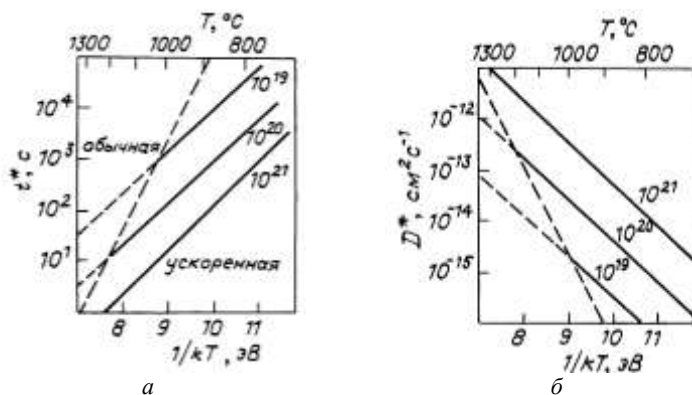 T, °C
1300 1000 800
10⁴
10³
10²
10¹
t*, с
обычная
ускоренная
10¹⁹
10²⁰
10²¹
8 9 10 11
1/kT, эВ
а
T, °C
1300 1000 800
10⁻¹²
10⁻¹³
10⁻¹⁴
10⁻¹⁵
D*, см² с⁻¹
10²¹
10²⁰
10¹⁹
8 9 10 11
1/kT, эВ
б